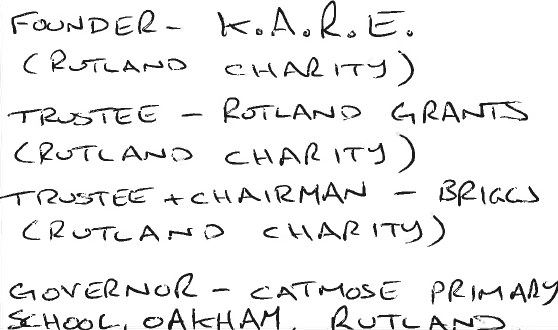 FOUNDER - K.A.R.E.
(RUTLAND CHARITY)
TRUSTEE - RUTLAND GRANTS
(RUTLAND CHARITY)
TRUSTEE + CHAIRMAN - BRIGGS
(RUTLAND CHARITY)
GOVERNOR - CATMOSE PRIMARY
SCHOOL, OAKHAM, RUTLAND